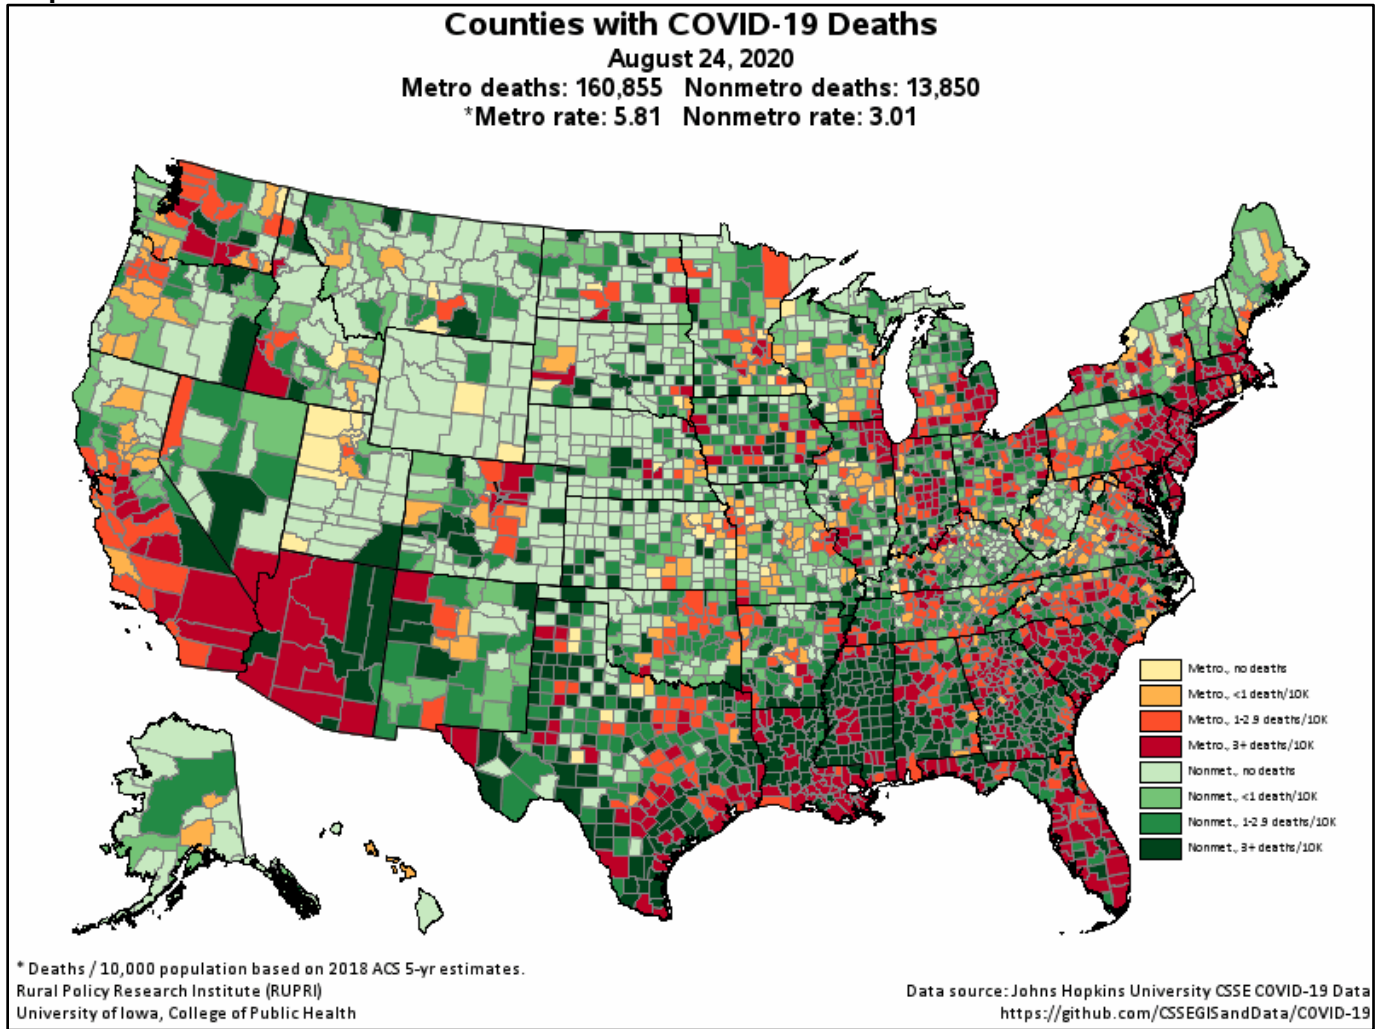 Counties with COVID-19 Deaths
August 24, 2020
Metro deaths: 160,855   Nonmetro deaths: 13,850
*Metro rate: 5.81   Nonmetro rate: 3.01
Metro., no deaths
Metro., <1 death/10K
Metro., 1-2.9 deaths/10K
Metro., 3+ deaths/10K
Nonmet., no deaths
Nonmet., <1 death/10K
Nonmet., 1-2.9 deaths/10K
Nonmet., 3+ deaths/10K
* Deaths / 10,000 population based on 2018 ACS 5-yr estimates.
Rural Policy Research Institute (RUPRI)
University of Iowa, College of Public Health
Data source: Johns Hopkins University CSSE COVID-19 Data
https://github.com/CSSEGISandData/COVID-19